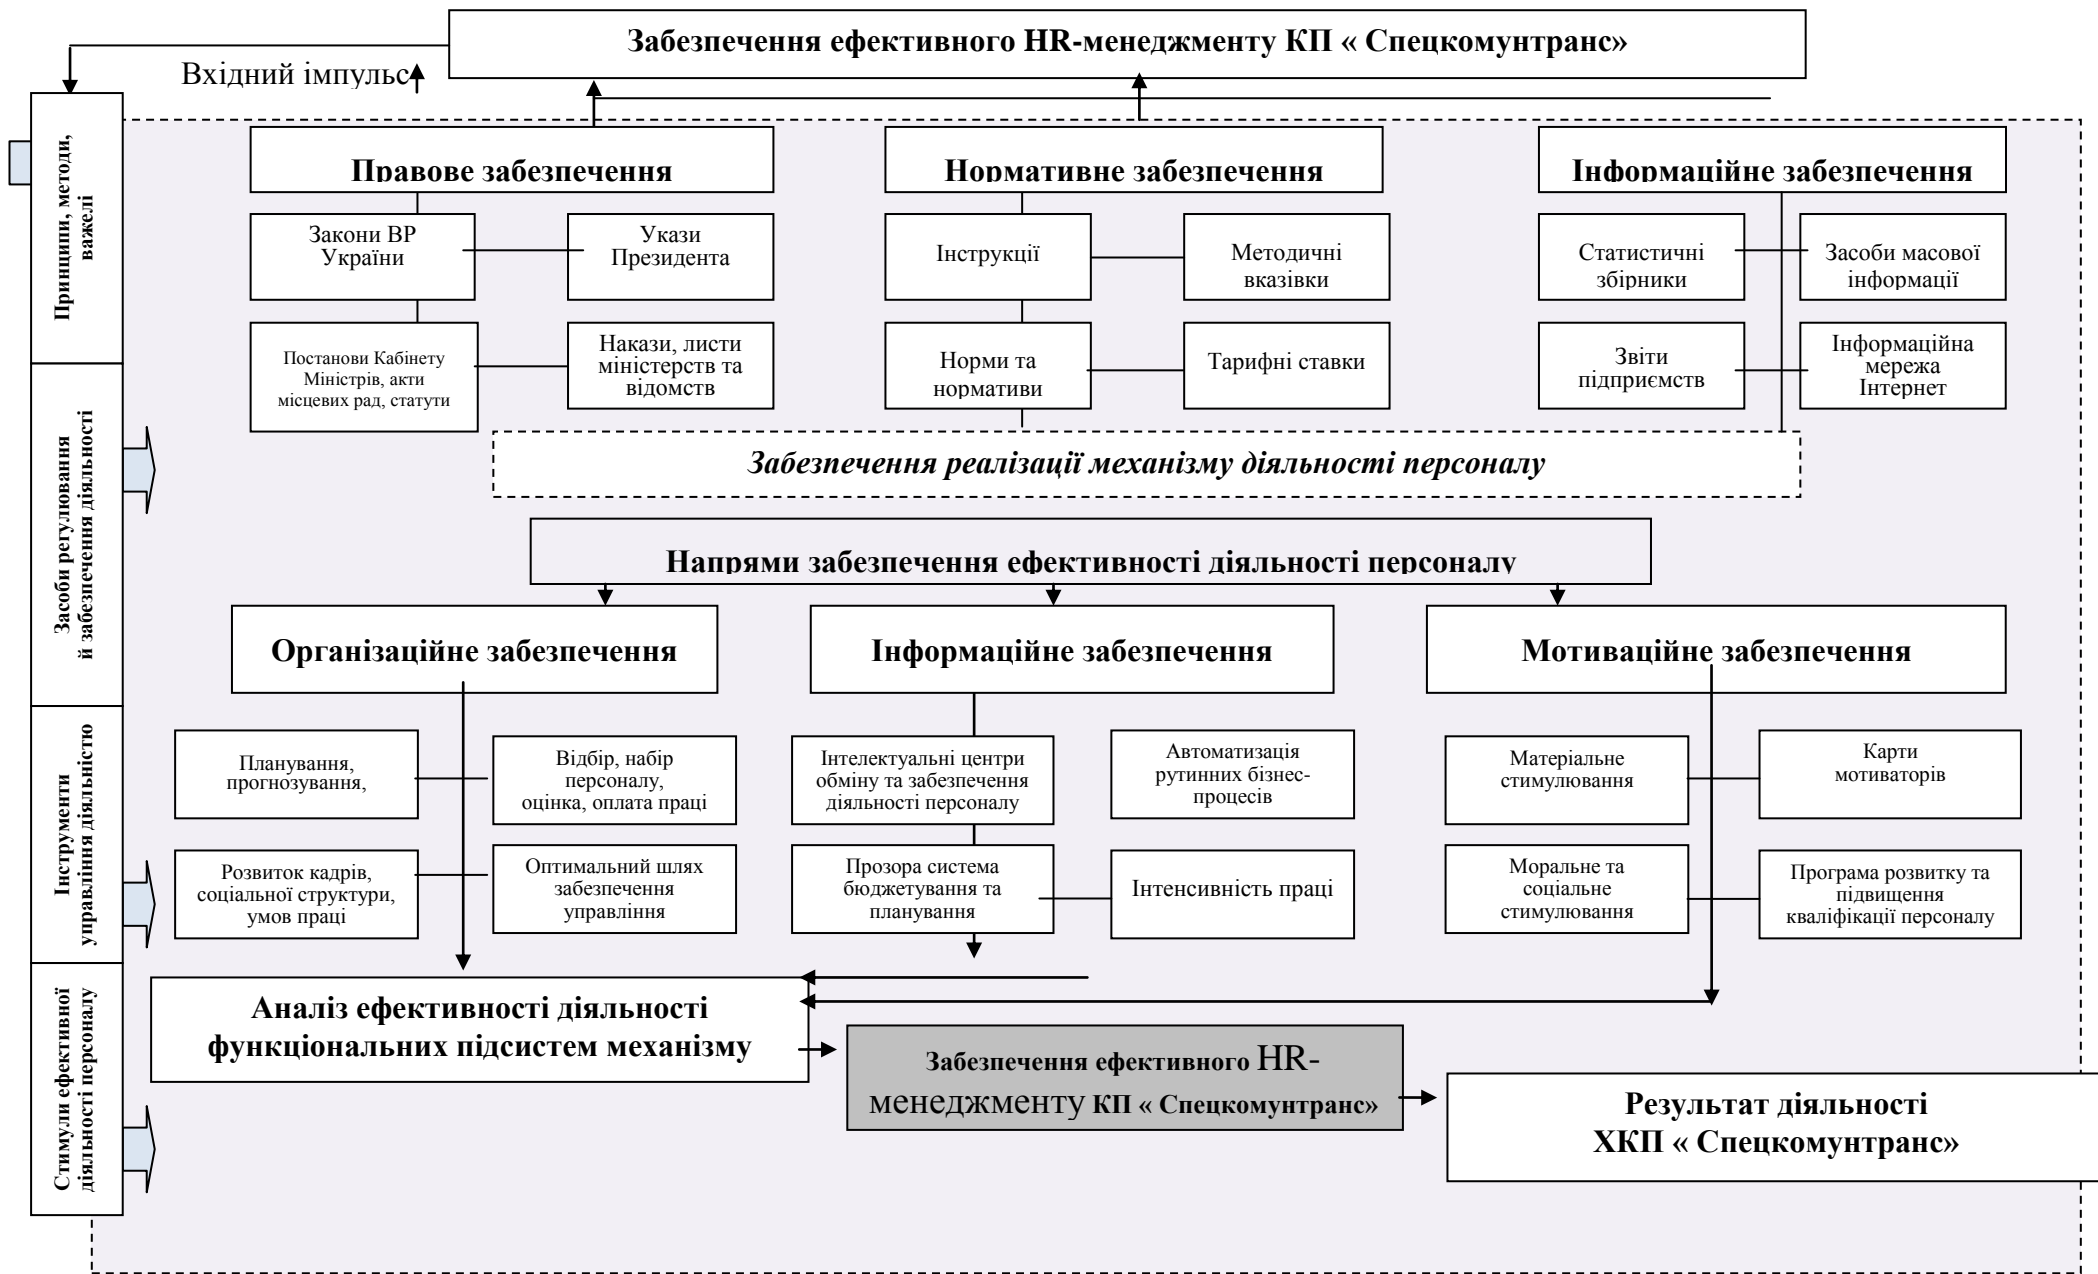 Забезпечення ефективного HR-менеджменту КП « Спецкомунтранс»
Вхідний імпульс
Принципи, методи,
важелі
Засоби регулювання
й забезпечення діяльності
Інструменти
управління діяльністю
Стимули ефективної
діяльності персоналу
Правове забезпечення
Закони ВР
України
Укази
Президента
Постанови Кабінету
Міністрів, акти
місцевих рад, статути
Накази, листи
міністерств та
відомств
Нормативне забезпечення
Інструкції
Методичні
вказівки
Норми та
нормативи
Тарифні ставки
Інформаційне забезпечення
Статистичні
збірники
Засоби масової
інформації
Звіти
підприємств
Інформаційна
мережа
Інтернет
Забезпечення реалізації механізму діяльності персоналу
Напрями забезпечення ефективності діяльності персоналу
Організаційне забезпечення
Планування,
прогнозування,
Відбір, набір
персоналу,
оцінка, оплата праці
Розвиток кадрів,
соціальної структури,
умов праці
Оптимальний шлях
забезпечення
управління
Інформаційне забезпечення
Інтелектуальні центри
обміну та забезпечення
діяльності персоналу
Автоматизація
рутинних бізнес-
процесів
Прозора система
бюджетування та
планування
Інтенсивність праці
Мотиваційне забезпечення
Матеріальне
стимулювання
Карти
мотиваторів
Моральне та
соціальне
стимулювання
Програма розвитку та
підвищення
кваліфікації персоналу
Аналіз ефективності діяльності
функціональних підсистем механізму
Забезпечення ефективного HR-
менеджменту КП « Спецкомунтранс»
Результат діяльності
ХКП « Спецкомунтранс»